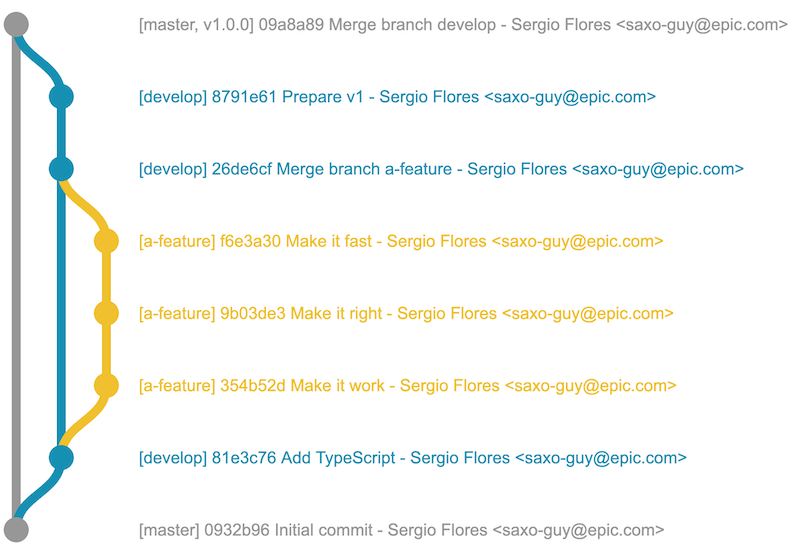 [master, v1.0.0] 09a8a89 Merge branch develop - Sergio Flores <saxo-guy@epic.com>
[develop] 8791e61 Prepare v1 - Sergio Flores <saxo-guy@epic.com>
[develop] 26de6cf Merge branch a-feature - Sergio Flores <saxo-guy@epic.com>
[a-feature] f6e3a30 Make it fast - Sergio Flores <saxo-guy@epic.com>
[a-feature] 9b03de3 Make it right - Sergio Flores <saxo-guy@epic.com>
[a-feature] 354b52d Make it work - Sergio Flores <saxo-guy@epic.com>
[develop] 81e3c76 Add TypeScript - Sergio Flores <saxo-guy@epic.com>
[master] 0932b96 Initial commit - Sergio Flores <saxo-guy@epic.com>